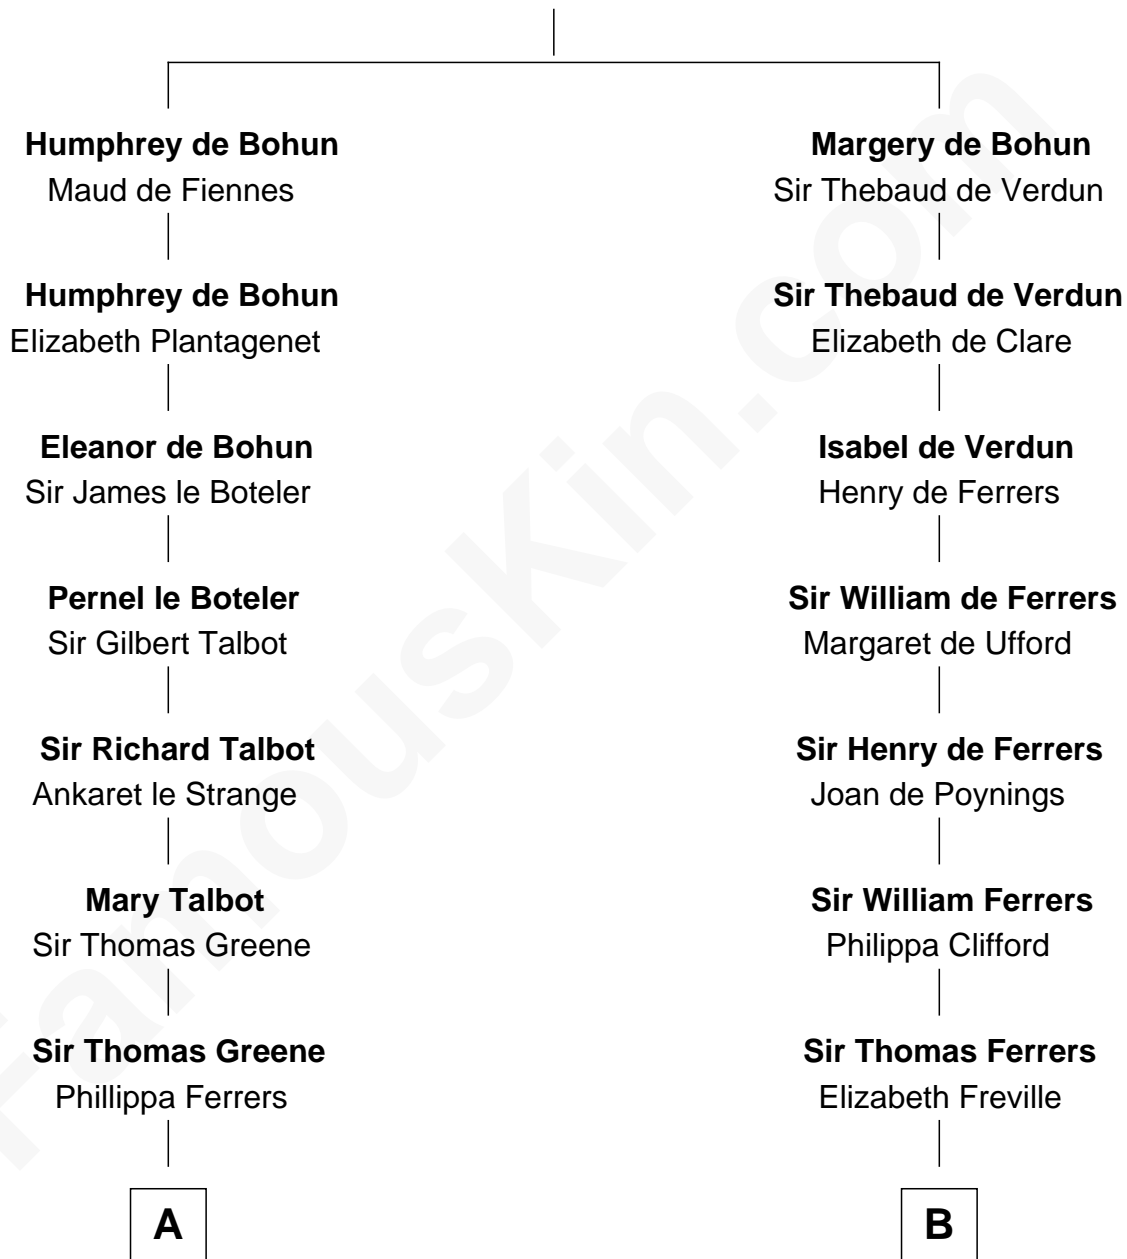 Humphrey de Bohun
Maud de Fiennes
Humphrey de Bohun
Elizabeth Plantagenet
Eleanor de Bohun
Sir James le Boteler
Pernel le Boteler
Sir Gilbert Talbot
Sir Richard Talbot
Ankaret le Strange
Mary Talbot
Sir Thomas Greene
Sir Thomas Greene
Phillippa Ferrers
A
Margery de Bohun
Sir Thebaud de Verdun
Sir Thebaud de Verdun
Elizabeth de Clare
Isabel de Verdun
Henry de Ferrers
Sir William de Ferrers
Margaret de Ufford
Sir Henry de Ferrers
Joan de Poynings
Sir William Ferrers
Philippa Clifford
Sir Thomas Ferrers
Elizabeth Freville
B
FamousKin.com